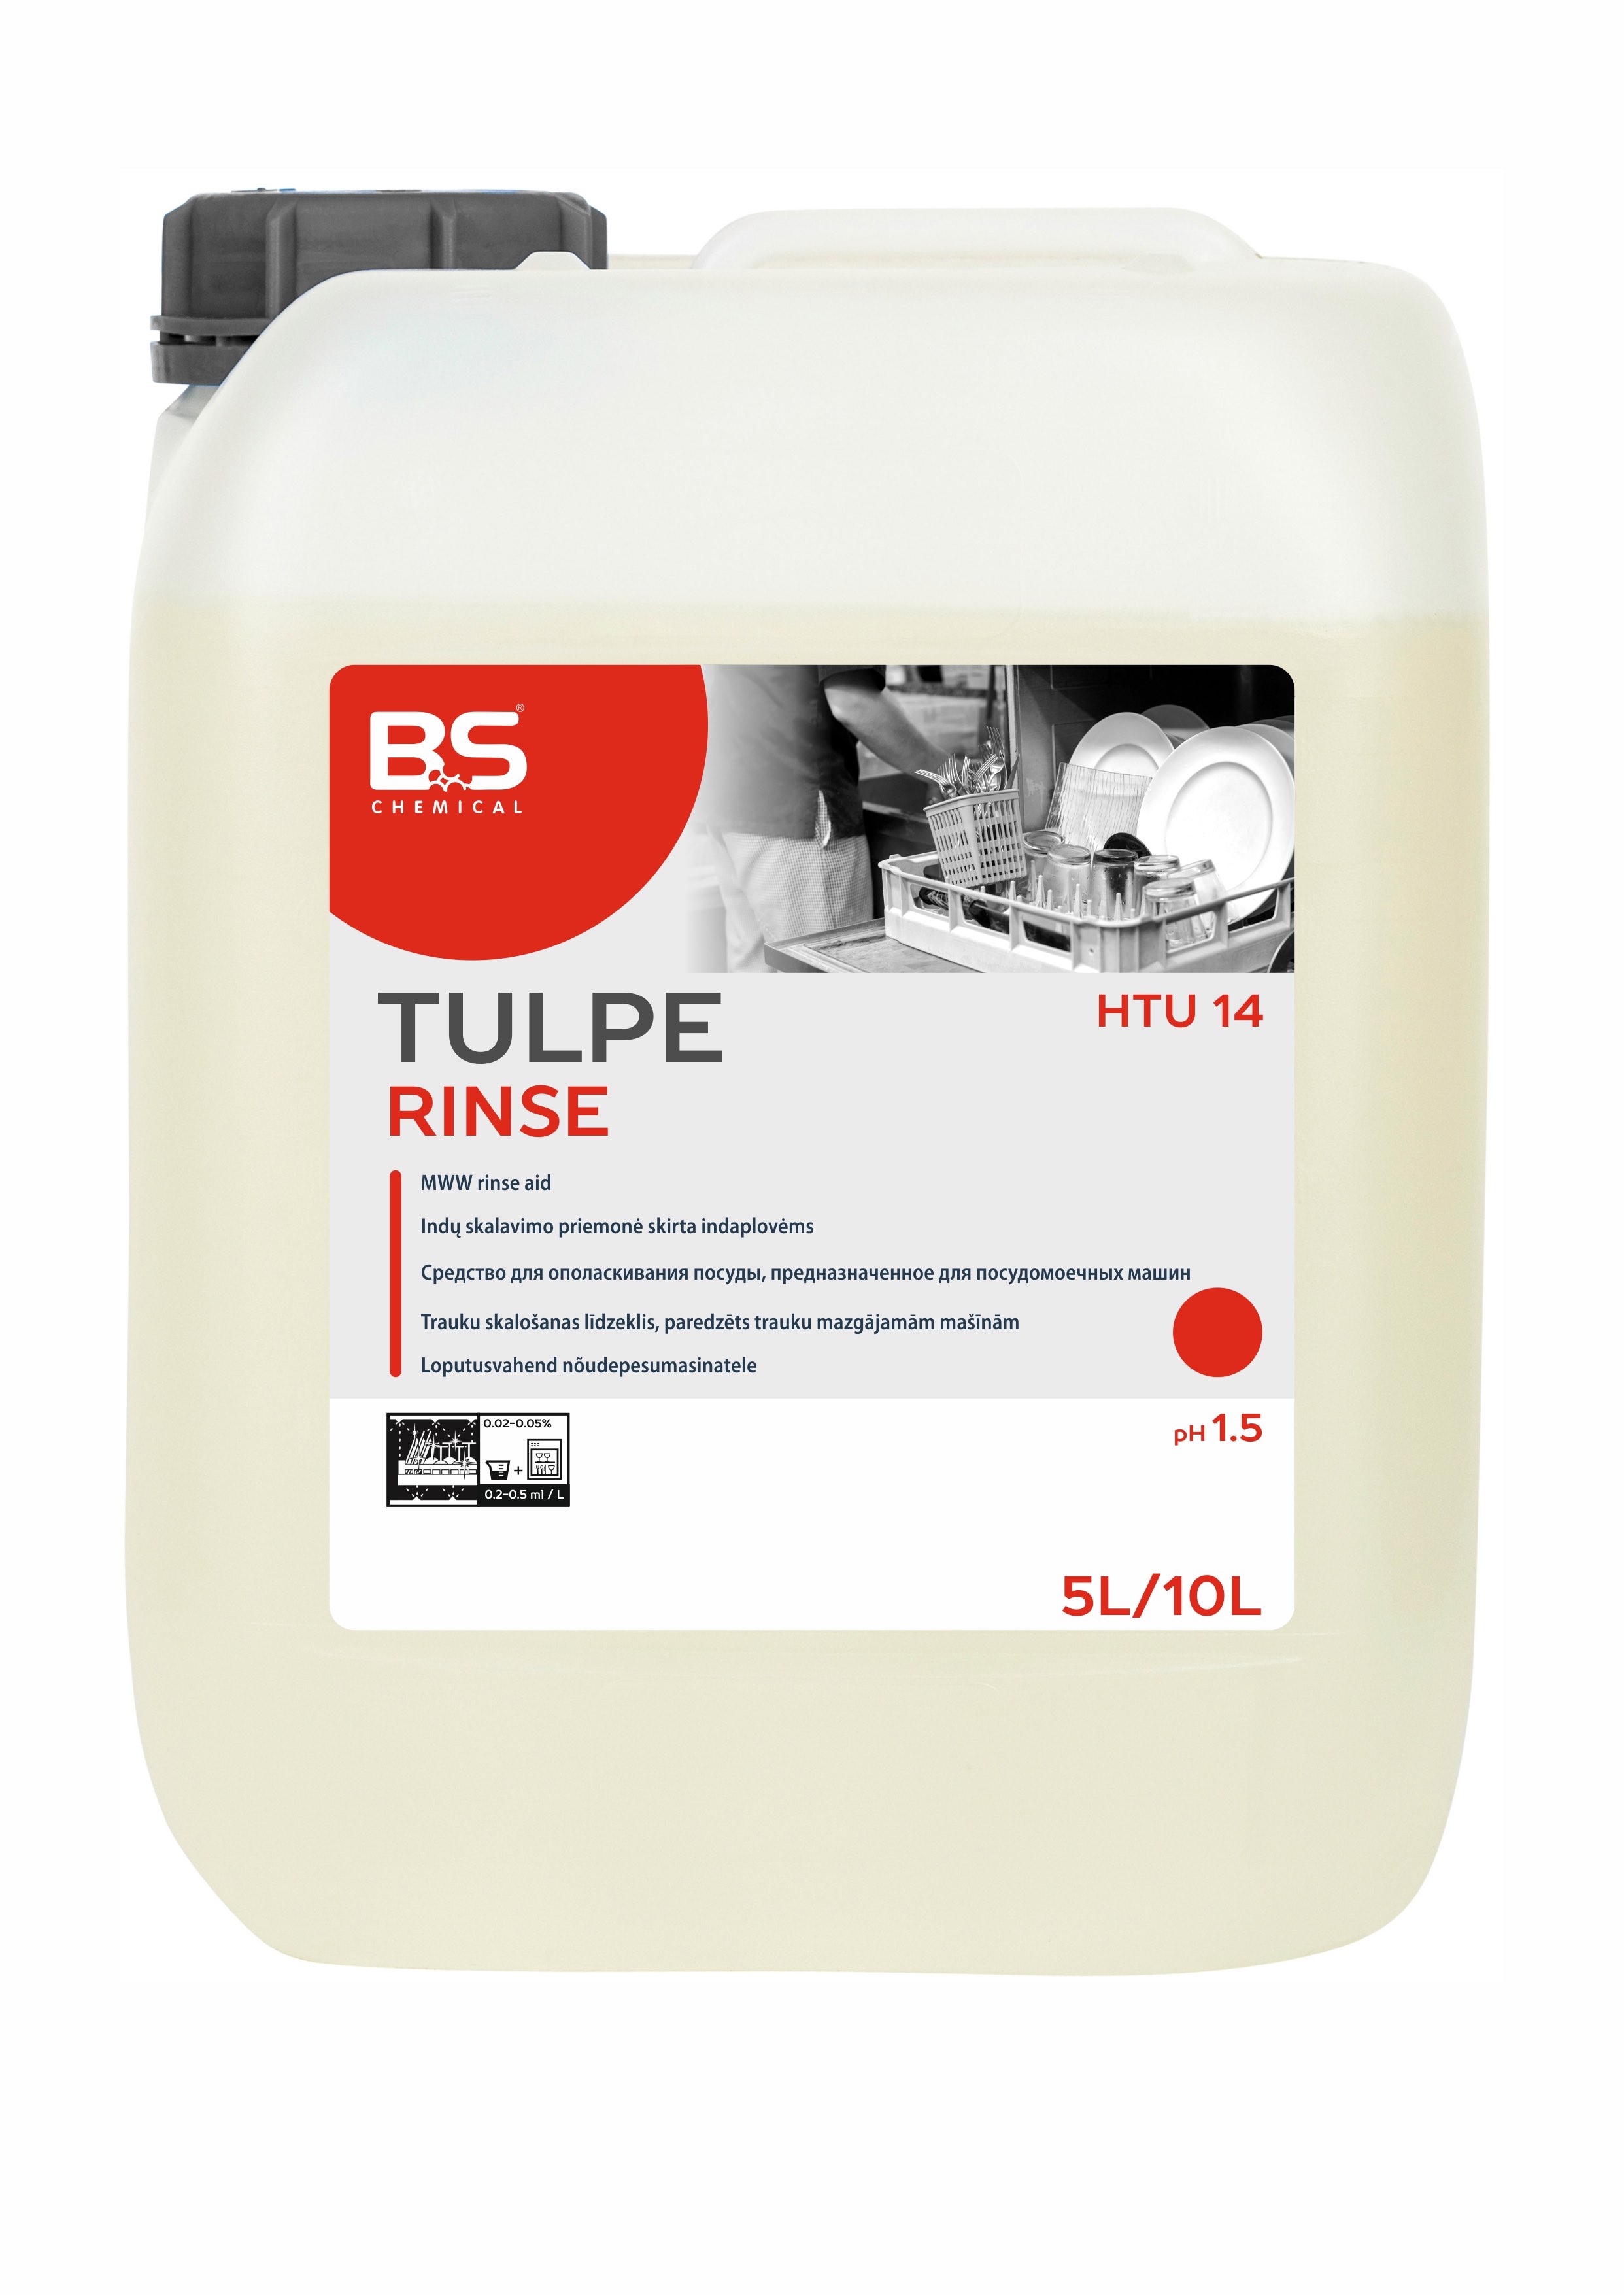 BS®
CHEMICAL
TULPE
HTU 14
RINSE
MWW rinse aid
Indų skalavimo priemonė skirta indaplovėms
Средство для ополаскивания посуды, предназначенное для посудомоечных машин
Trauku skalošanas līdzeklis, paredzēts trauku mazgājamām mašīnām
Loputusvahend nõudepesumasinatele
0.02-0.05%
+
0.2-0.5 ml / L
pH 1.5
5L/10L